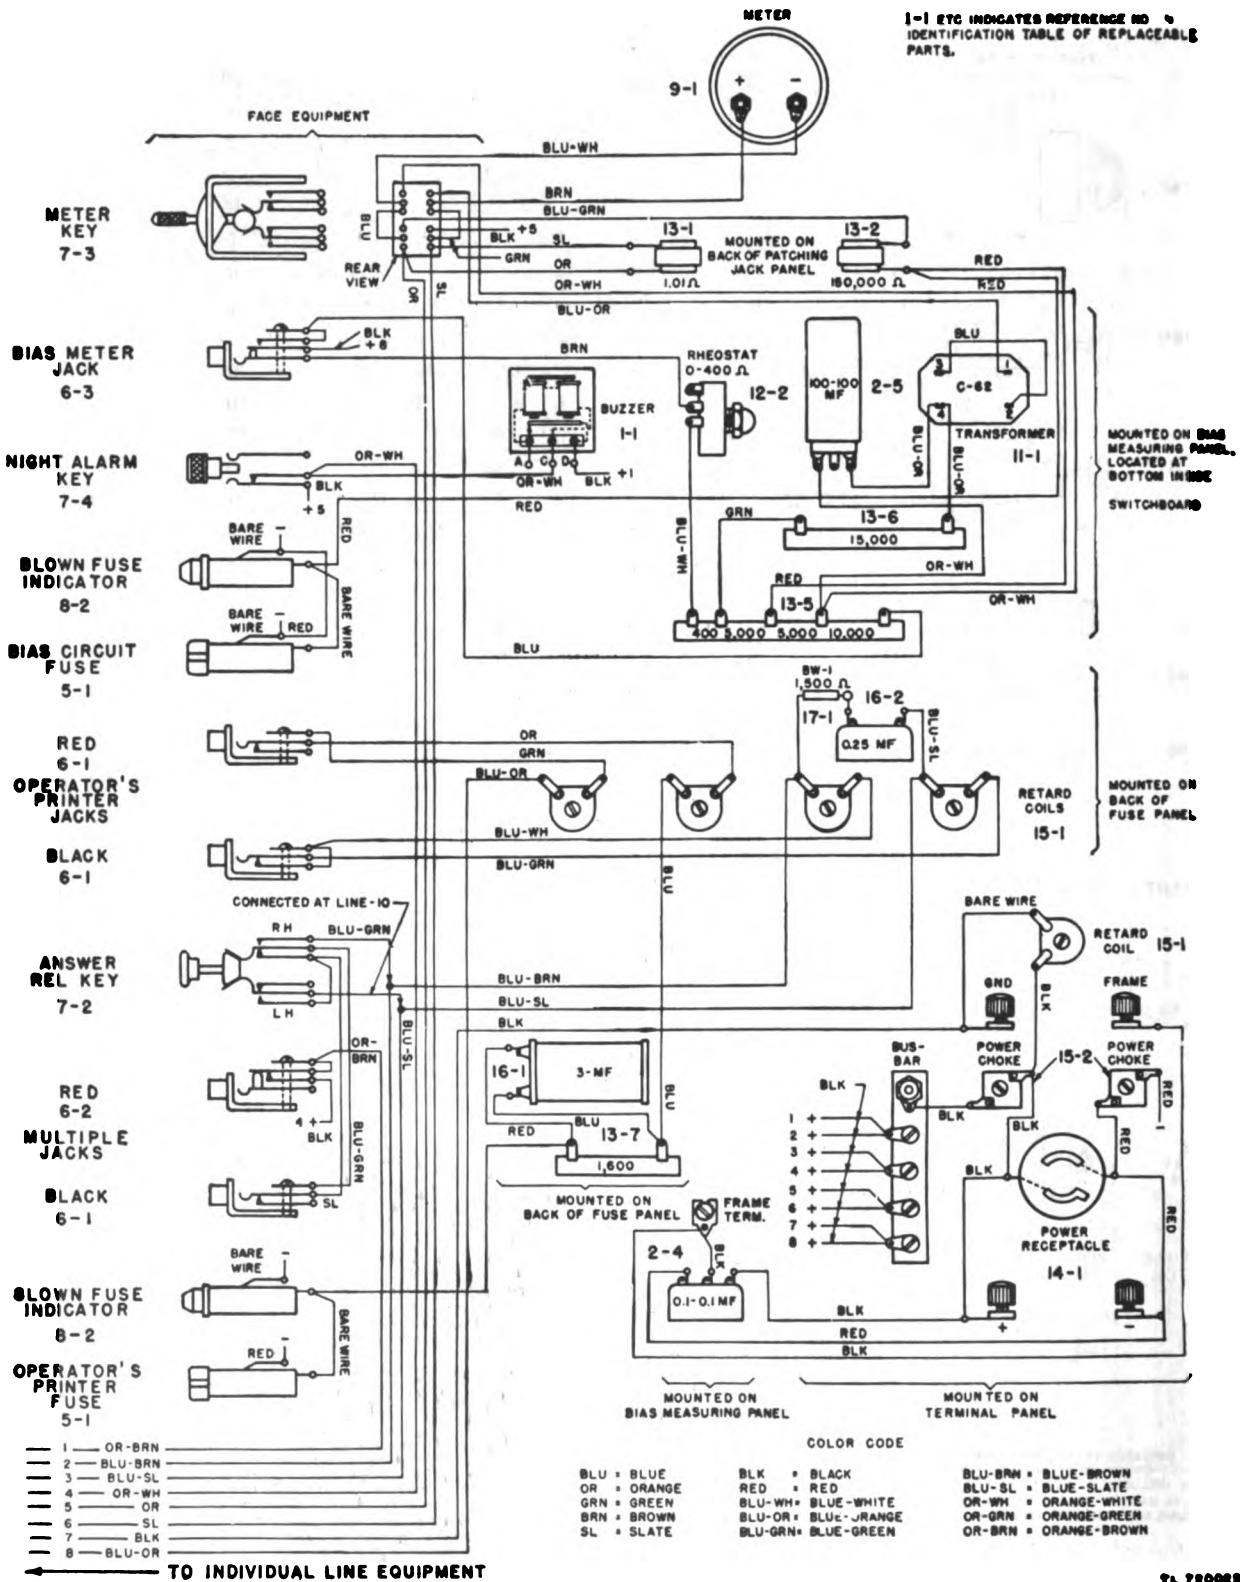 METER
1-1 ETC INDICATES REFERENCE NO
IDENTIFICATION TABLE OF REPLACEABLE
PARTS.
9-1
+ −
FACE EQUIPMENT
BLU-WH
BRN
BLU-GRN
METER
KEY
7-3
BLU
+5
BLK
SL
GRN
OR
REAR
VIEW
OR
SL
13-1
1.01Ω
MOUNTED ON
BACK OF PATCHING
JACK PANEL
13-2
150,000 Ω
RED
RED
OR-WH
BLU-OR
BIAS METER
JACK
6-3
BLK
+6
BRN
BUZZER
1-1
A C D
OR-WH
BLK +1
RHEOSTAT
0-400 Ω
12-2
100-100
MF
2-5
BLU
3 1
C-62
4 2
TRANSFORMER
11-1
BLU-OR
BLU-OR
MOUNTED ON BIAS
MEASURING PANEL,
LOCATED AT
BOTTOM INSIDE
SWITCHBOARD
NIGHT ALARM
KEY
7-4
OR-WH
BLK
+5
RED
BARE
WIRE −
RED
BLOWN FUSE
INDICATOR
8-2
BARE
WIRE −
RED
BARE WIRE
BIAS CIRCUIT
FUSE
5-1
BLU-WH
GRN
13-6
15,000
OR-WH
RED
13-5
OR-WH
400 5,000 5,000 10,000
BLU
BW-1
1,500 Ω
17-1
16-2
0.25 MF
BLU-SL
RED
6-1
OPERATOR'S
PRINTER
JACKS
BLACK
6-1
OR
GRN
BLU-OR
BLU-WH
BLU-GRN
BLU
RETARD
COILS
15-1
MOUNTED ON
BACK OF
FUSE PANEL
CONNECTED AT LINE-10
RH
BLU-GRN
ANSWER
REL KEY
7-2
LH
BLU-BRN
BLU-SL
BLK
BLU-SL
BARE WIRE
RETARD
COIL 15-1
BLK
GND
FRAME
OR-
BRN
RED
6-2
MULTIPLE
JACKS
4 +
BLK
BLU-GRN
BLACK
6-1
SL
16-1
3-MF
BLU
BLU
RED
13-7
1,600
MOUNTED ON
BACK OF FUSE PANEL
BUS-
BAR
POWER
CHOKE
15-2
POWER
CHOKE
BLK
1 +
2 +
3 +
4 +
5 +
6 +
7 +
8 +
BLK
BLK
BLK
RED
RED
−
RED
POWER
RECEPTACLE
14-1
FRAME
TERM.
2-4
BLK
0.1-0.1 MF
BLK
RED
BLK
+ −
BARE
WIRE −
BLOWN FUSE
INDICATOR
8-2
RED −
BARE WIRE
OPERATOR'S
PRINTER
FUSE
5-1
MOUNTED ON
BIAS MEASURING PANEL
MOUNTED ON
TERMINAL PANEL
1 OR-BRN
2 BLU-BRN
3 BLU-SL
4 OR-WH
5 OR
6 SL
7 BLK
8 BLU-OR
TO INDIVIDUAL LINE EQUIPMENT
COLOR CODE
BLU = BLUE BLK = BLACK BLU-BRN = BLUE-BROWN
OR = ORANGE RED = RED BLU-SL = BLUE-SLATE
GRN = GREEN BLU-WH = BLUE-WHITE OR-WH = ORANGE-WHITE
BRN = BROWN BLU-OR = BLUE-ORANGE OR-GRN = ORANGE-GREEN
SL = SLATE BLU-GRN = BLUE-GREEN OR-BRN = ORANGE-BROWN